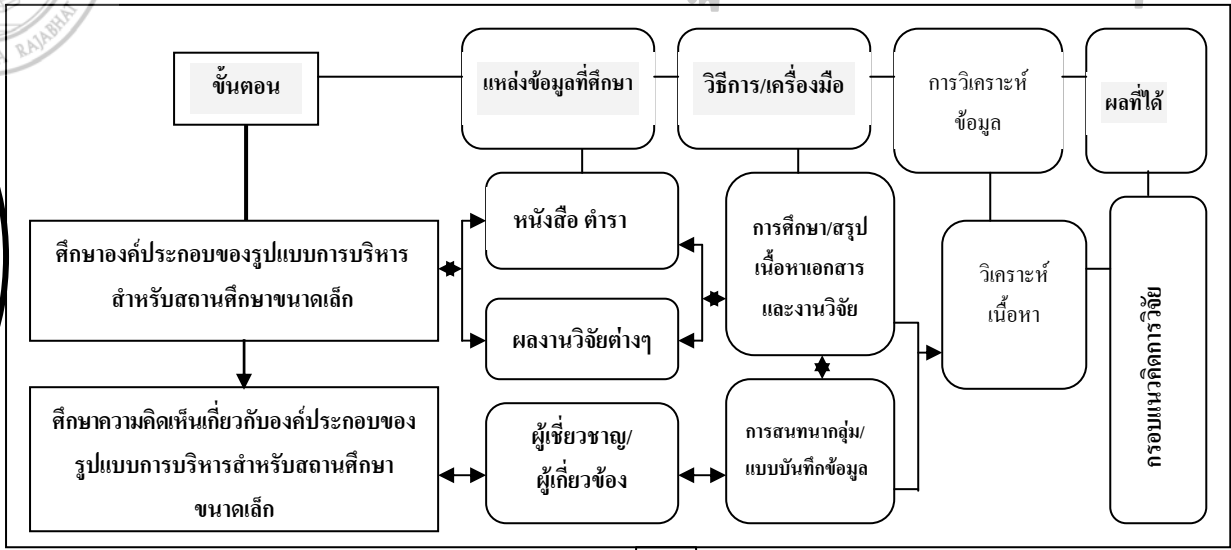 RAJABHAT
ขั้นตอน
แหล่งข้อมูลที่ศึกษา
วิธีการ/เครื่องมือ
การวิเคราะห์
ข้อมูล
ผลที่ได้
ศึกษาองค์ประกอบของรูปแบบการบริหาร
สำหรับสถานศึกษาขนาดเล็ก
หนังสือ ตำรา
ผลงานวิจัยต่างๆ
การศึกษา/สรุป
เนื้อหาเอกสาร
และงานวิจัย
วิเคราะห์
เนื้อหา
กรอบแนวคิดการวิจัย
ศึกษาความคิดเห็นเกี่ยวกับองค์ประกอบของ
รูปแบบการบริหารสำหรับสถานศึกษา
ขนาดเล็ก
ผู้เชี่ยวชาญ/
ผู้เกี่ยวข้อง
การสนทนากลุ่ม/
แบบบันทึกข้อมูล